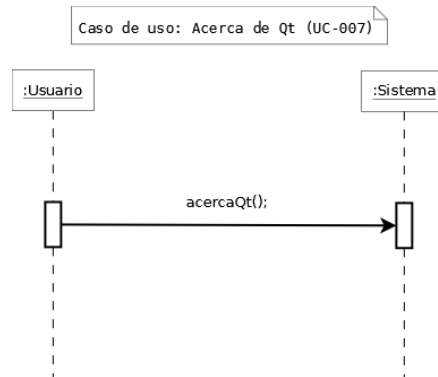 Caso de uso: Acerca de Qt (UC-007)
:Usuario
:Sistema
acercaQt();